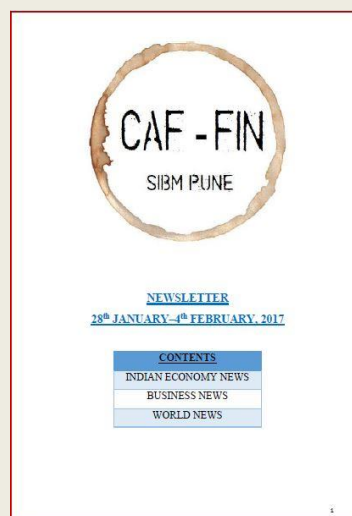 CAF - FIN
SIBM PUNE
NEWSLETTER
28th JANUARY–4th FEBRUARY, 2017
CONTENTS
INDIAN ECONOMY NEWS
BUSINESS NEWS
WORLD NEWS
1